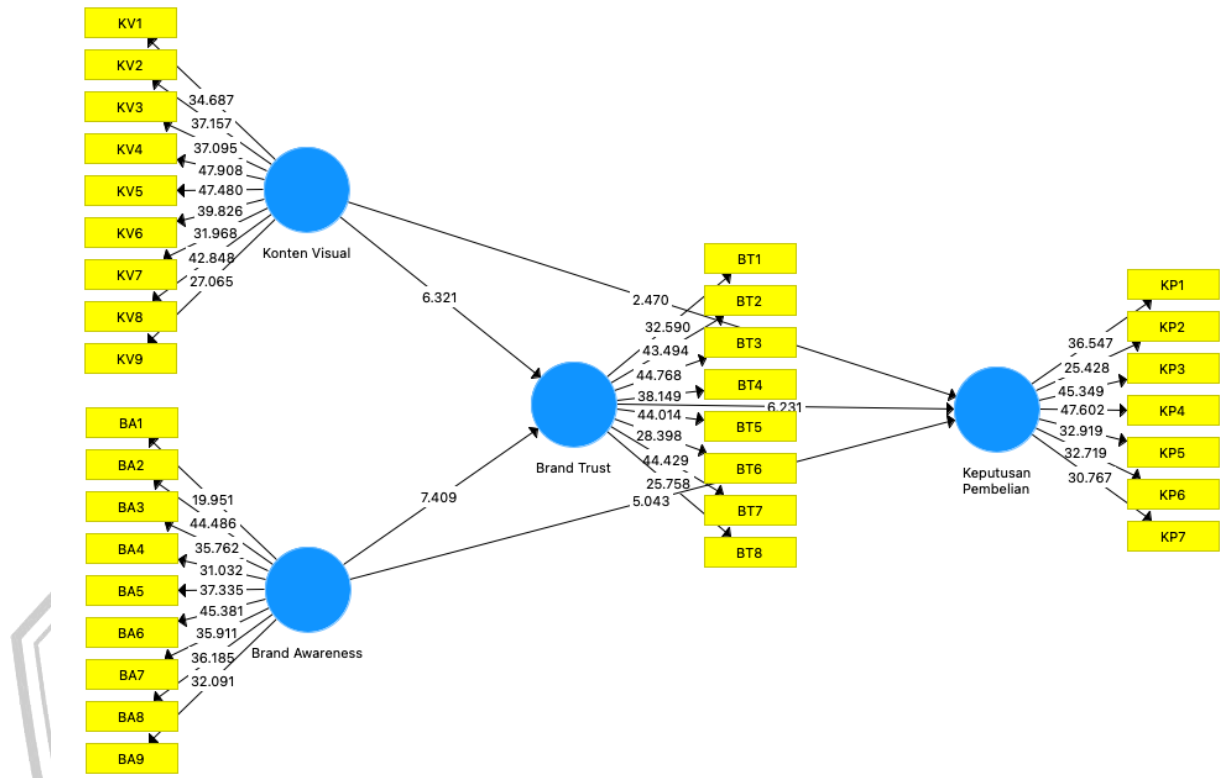 KV1
KV2
KV3
KV4
KV5
KV6
KV7
KV8
KV9
34.687
37.157
37.095
47.908
47.480
39.826
31.968
42.848
27.065
Konten Visual
6.321
2.470
BA1
BA2
BA3
BA4
BA5
BA6
BA7
BA8
BA9
19.951
44.486
35.762
31.032
37.335
45.381
35.911
36.185
32.091
Brand Awareness
7.409
5.043
Brand Trust
6.231
32.590
43.494
44.768
38.149
44.014
28.398
44.429
25.758
BT1
BT2
BT3
BT4
BT5
BT6
BT7
BT8
Keputusan
Pembelian
36.547
25.428
45.349
47.602
32.919
32.719
30.767
KP1
KP2
KP3
KP4
KP5
KP6
KP7